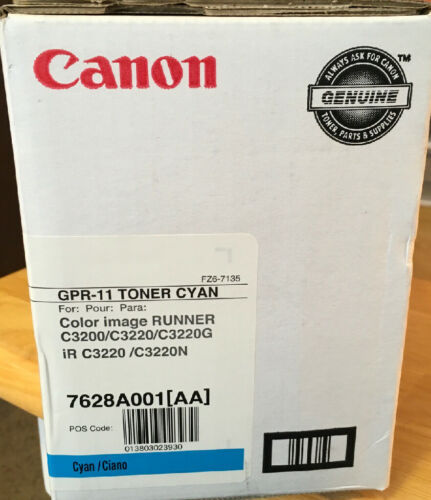 Canon
ALWAYS ASK FOR CANON
™
GENUINE
TONER, PARTS & SUPPLIES
FZ6-7135
GPR-11 TONER CYAN
For: Pour: Para:
Color image RUNNER
C3200/C3220/C3220G
iR C3220 /C3220N
7628A001[AA]
POS Code:
013803023930
Cyan / Ciano